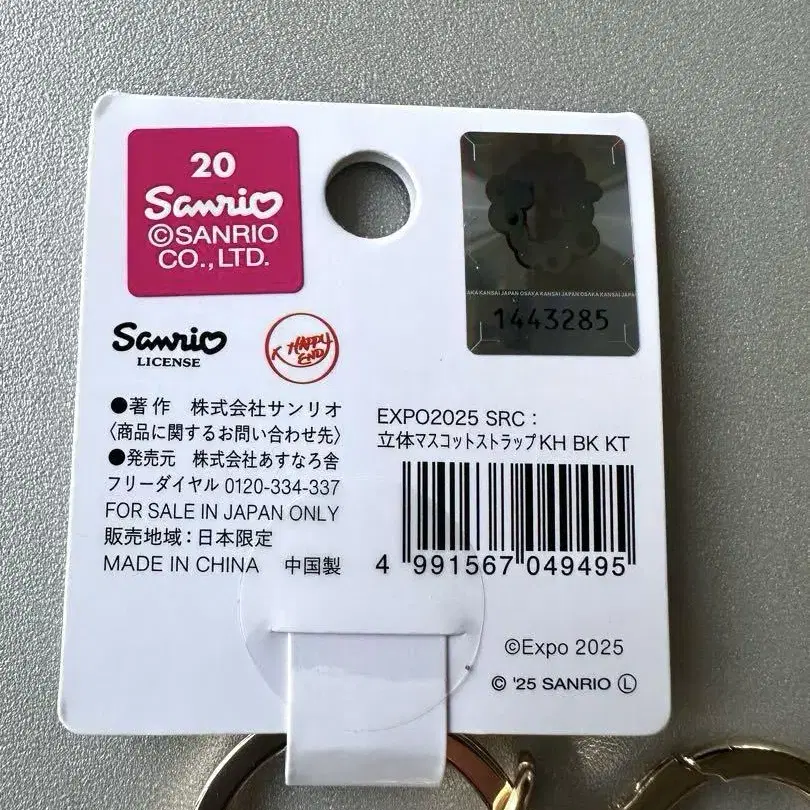 20
Sanrio
©SANRIO
CO., LTD.
AKA KANSAI JAPAN OSAKA KANSAI JAPAN OSAKA KANSAI JAPA
1443285
Sanrio
LICENSE
K HAPPY
END
●著作 株式会社サンリオ
〈商品に関するお問い合わせ先〉
●発売元 株式会社あすなろ舎
フリーダイヤル 0120-334-337
FOR SALE IN JAPAN ONLY
販売地域：日本限定
MADE IN CHINA 中国製
EXPO2025 SRC：
立体マスコットストラップKH BK KT
4 991567 049495
©Expo 2025
© '25 SANRIO Ⓛ